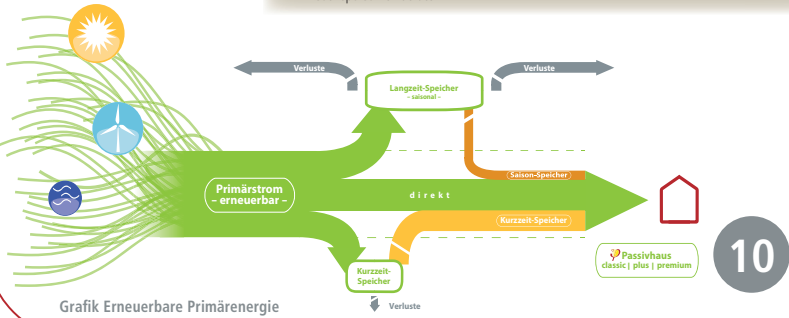 Verluste
Verluste
Langzeit-Speicher
– saisonal –
Primärstrom
– erneuerbar –
Saison-Speicher
direkt
Kurzzeit-Speicher
Kurzzeit-
Speicher
Verluste
Passivhaus
classic | plus | premium
10
Grafik Erneuerbare Primärenergie